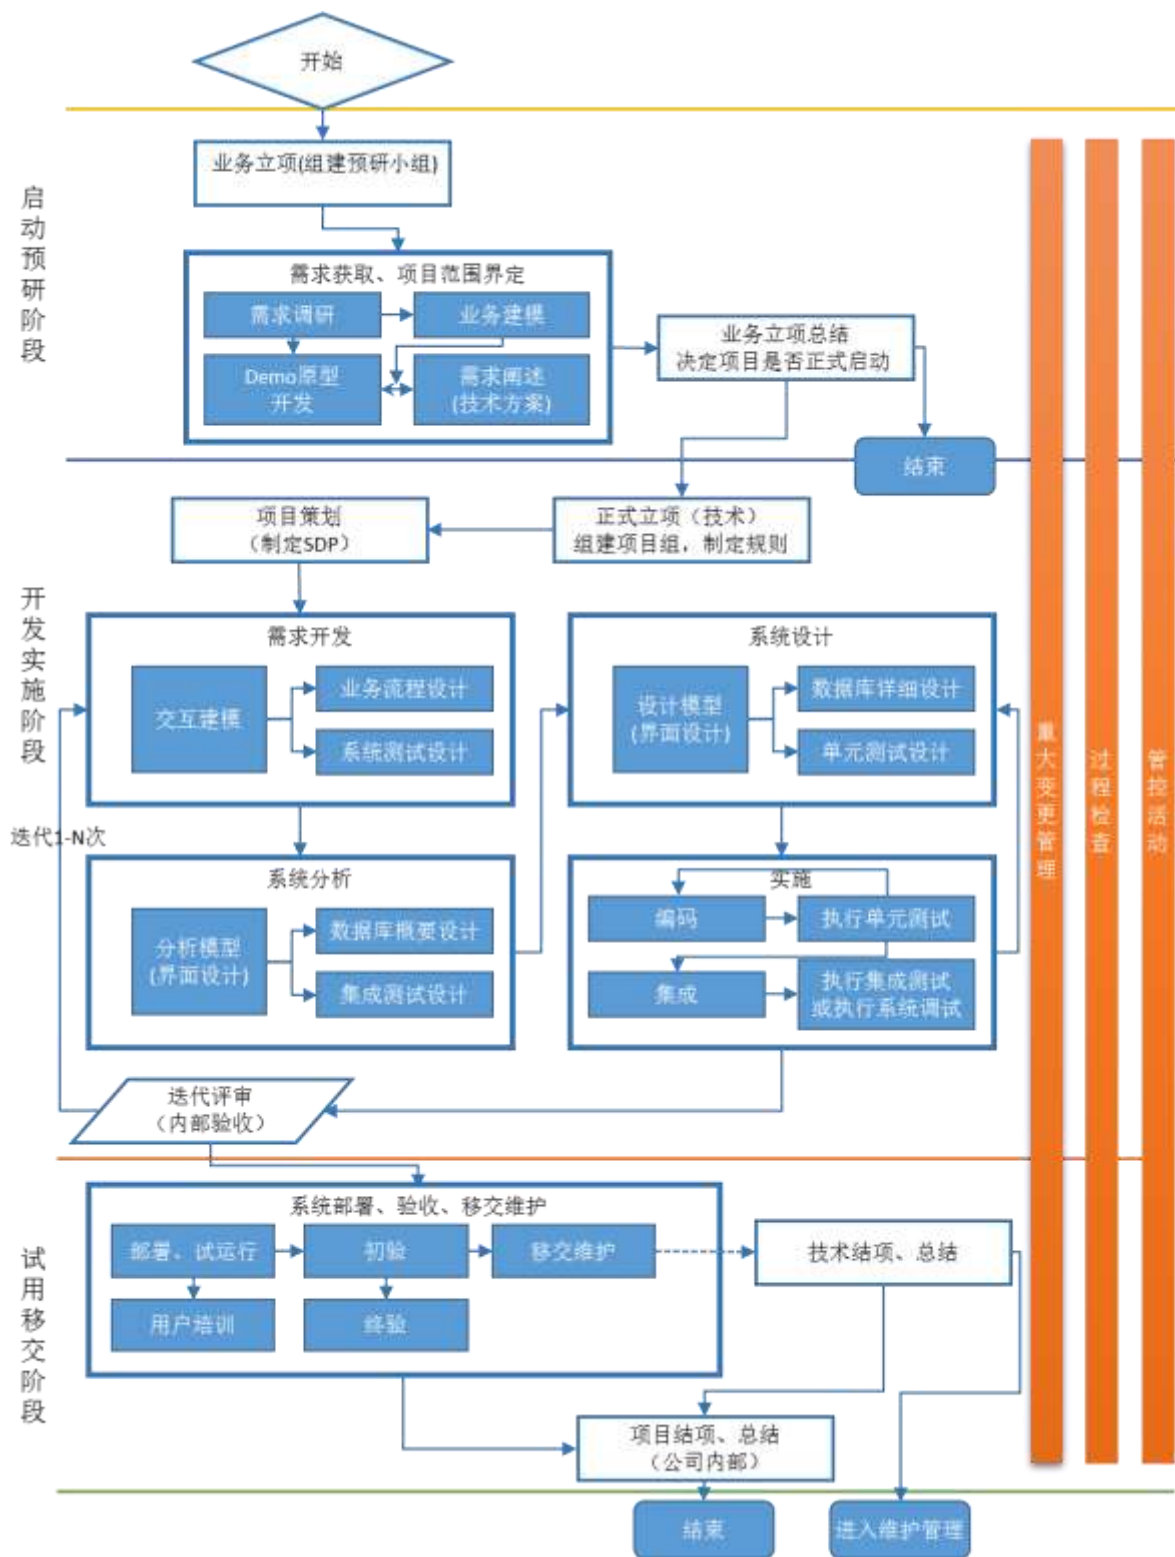 开始
启动预研阶段
业务立项(组建预研小组)
需求获取、项目范围界定
需求调研
业务建模
Demo原型
开发
需求阐述
(技术方案)
业务立项总结
决定项目是否正式启动
结束
开发实施阶段
项目策划
（制定SDP）
正式立项（技术）
组建项目组，制定规则
需求开发
交互建模
业务流程设计
系统测试设计
系统设计
设计模型
(界面设计)
数据库详细设计
单元测试设计
迭代1-N次
系统分析
分析模型
(界面设计)
数据库概要设计
集成测试设计
实施
编码
执行单元测试
集成
执行集成测试
或执行系统调试
迭代评审
（内部验收）
重大变更管理
过程检查
管控活动
试用移交阶段
系统部署、验收、移交维护
部署、试运行
初验
移交维护
用户培训
终验
技术结项、总结
项目结项、总结
（公司内部）
结束
进入维护管理